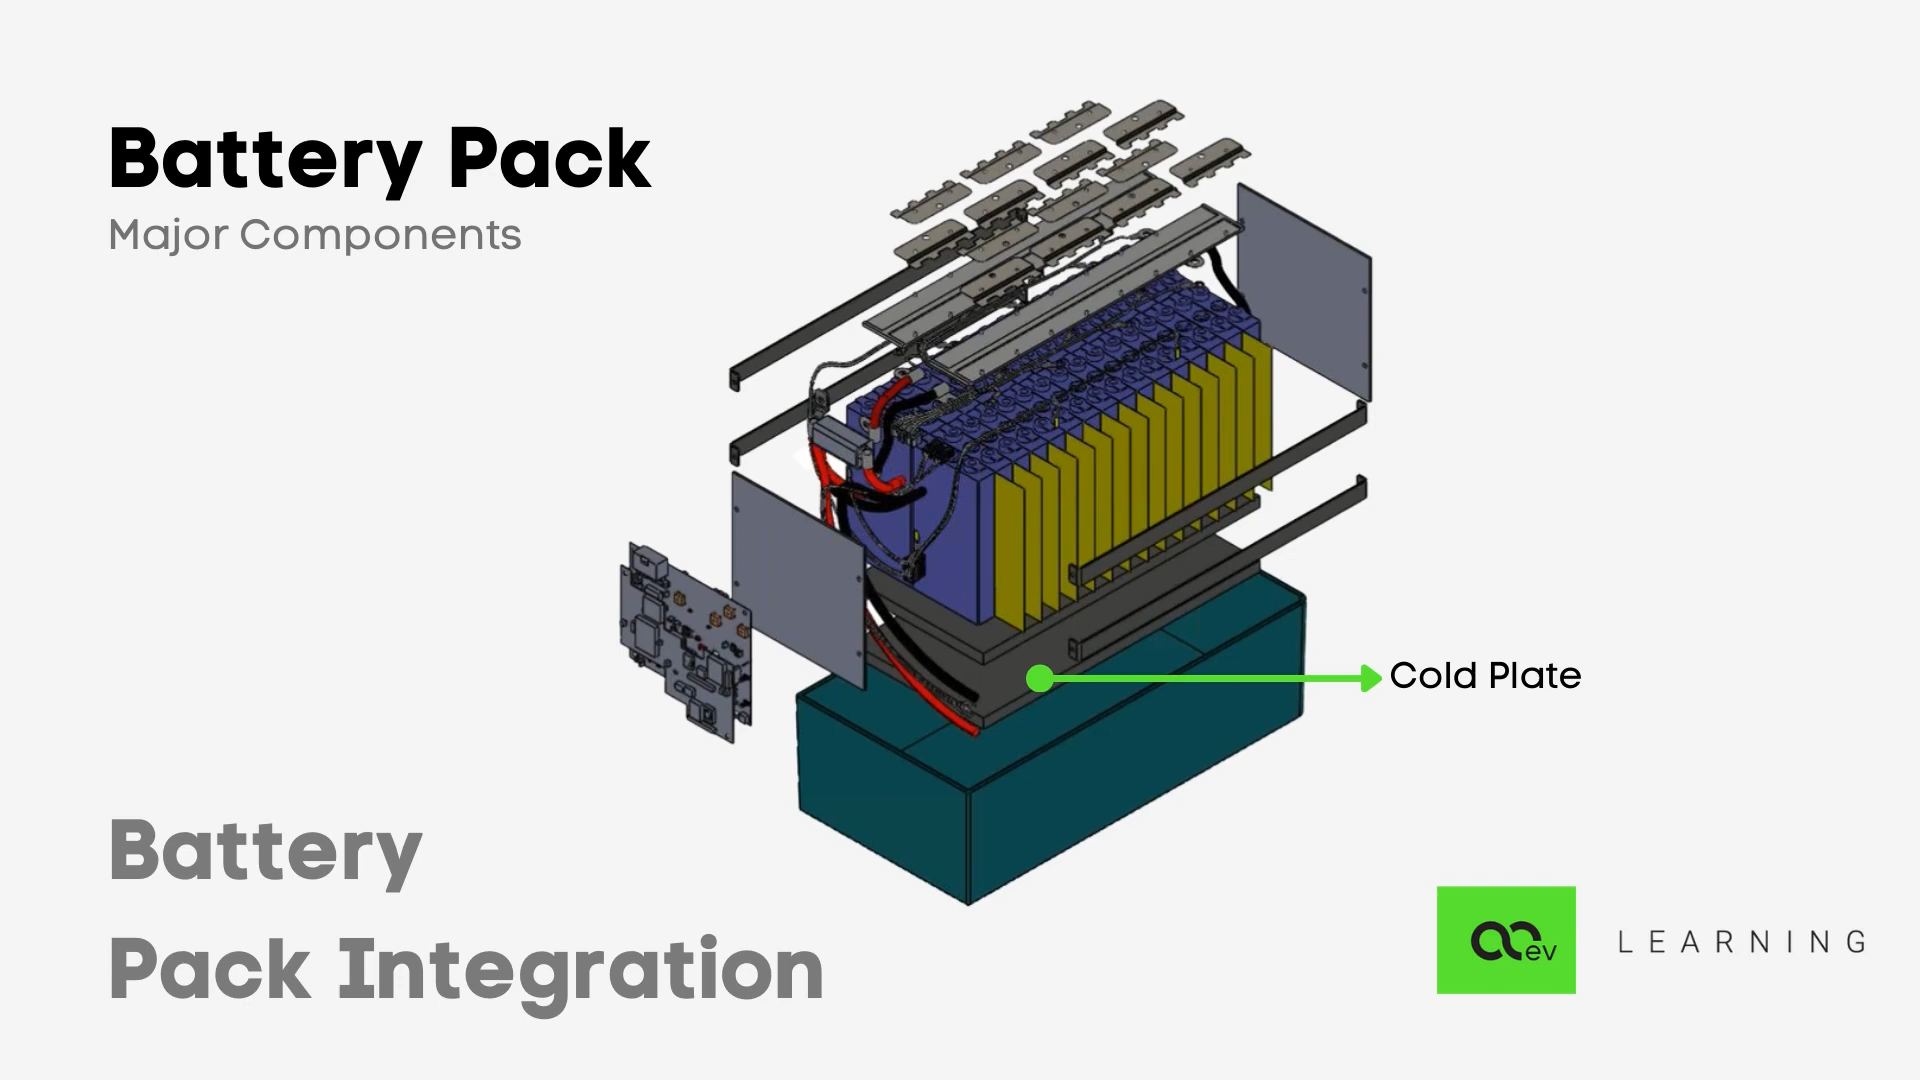 Battery Pack
Major Components
Cold Plate
Battery
Pack Integration
ev
LEARNING